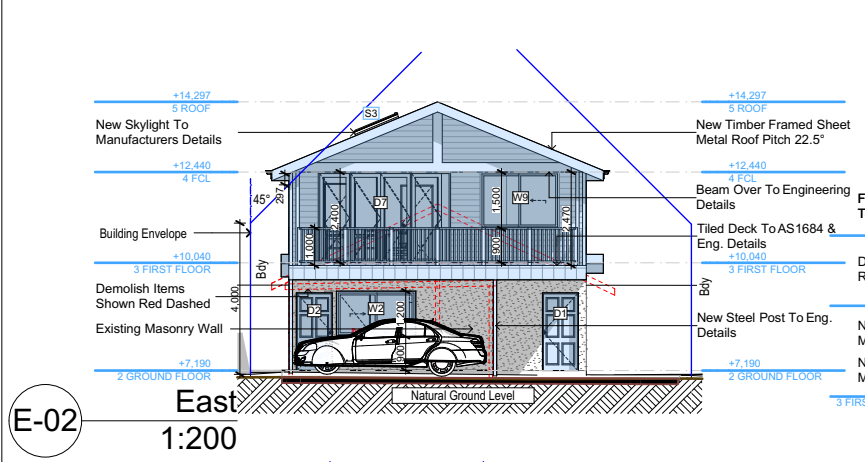 +14,297
5 ROOF
+14,297
5 ROOF
S3
New Skylight To
Manufacturers Details
New Timber Framed Sheet
Metal Roof Pitch 22.5°
+12,440
4 FCL
+12,440
4 FCL
45°
297
2,400
D7
1,500
W9
2,470
Beam Over To Engineering
Details
Building Envelope
1,000
900
Tiled Deck To AS1684 &
Eng. Details
+10,040
3 FIRST FLOOR
+10,040
3 FIRST FLOOR
Bdy
Bdy
Demolish Items
Shown Red Dashed
4,000
D2
W2
1,200
D1
Existing Masonry Wall
New Steel Post To Eng.
Details
900
+7,190
2 GROUND FLOOR
+7,190
2 GROUND FLOOR
Natural Ground Level
E-02
East
1:200
3 FIRS